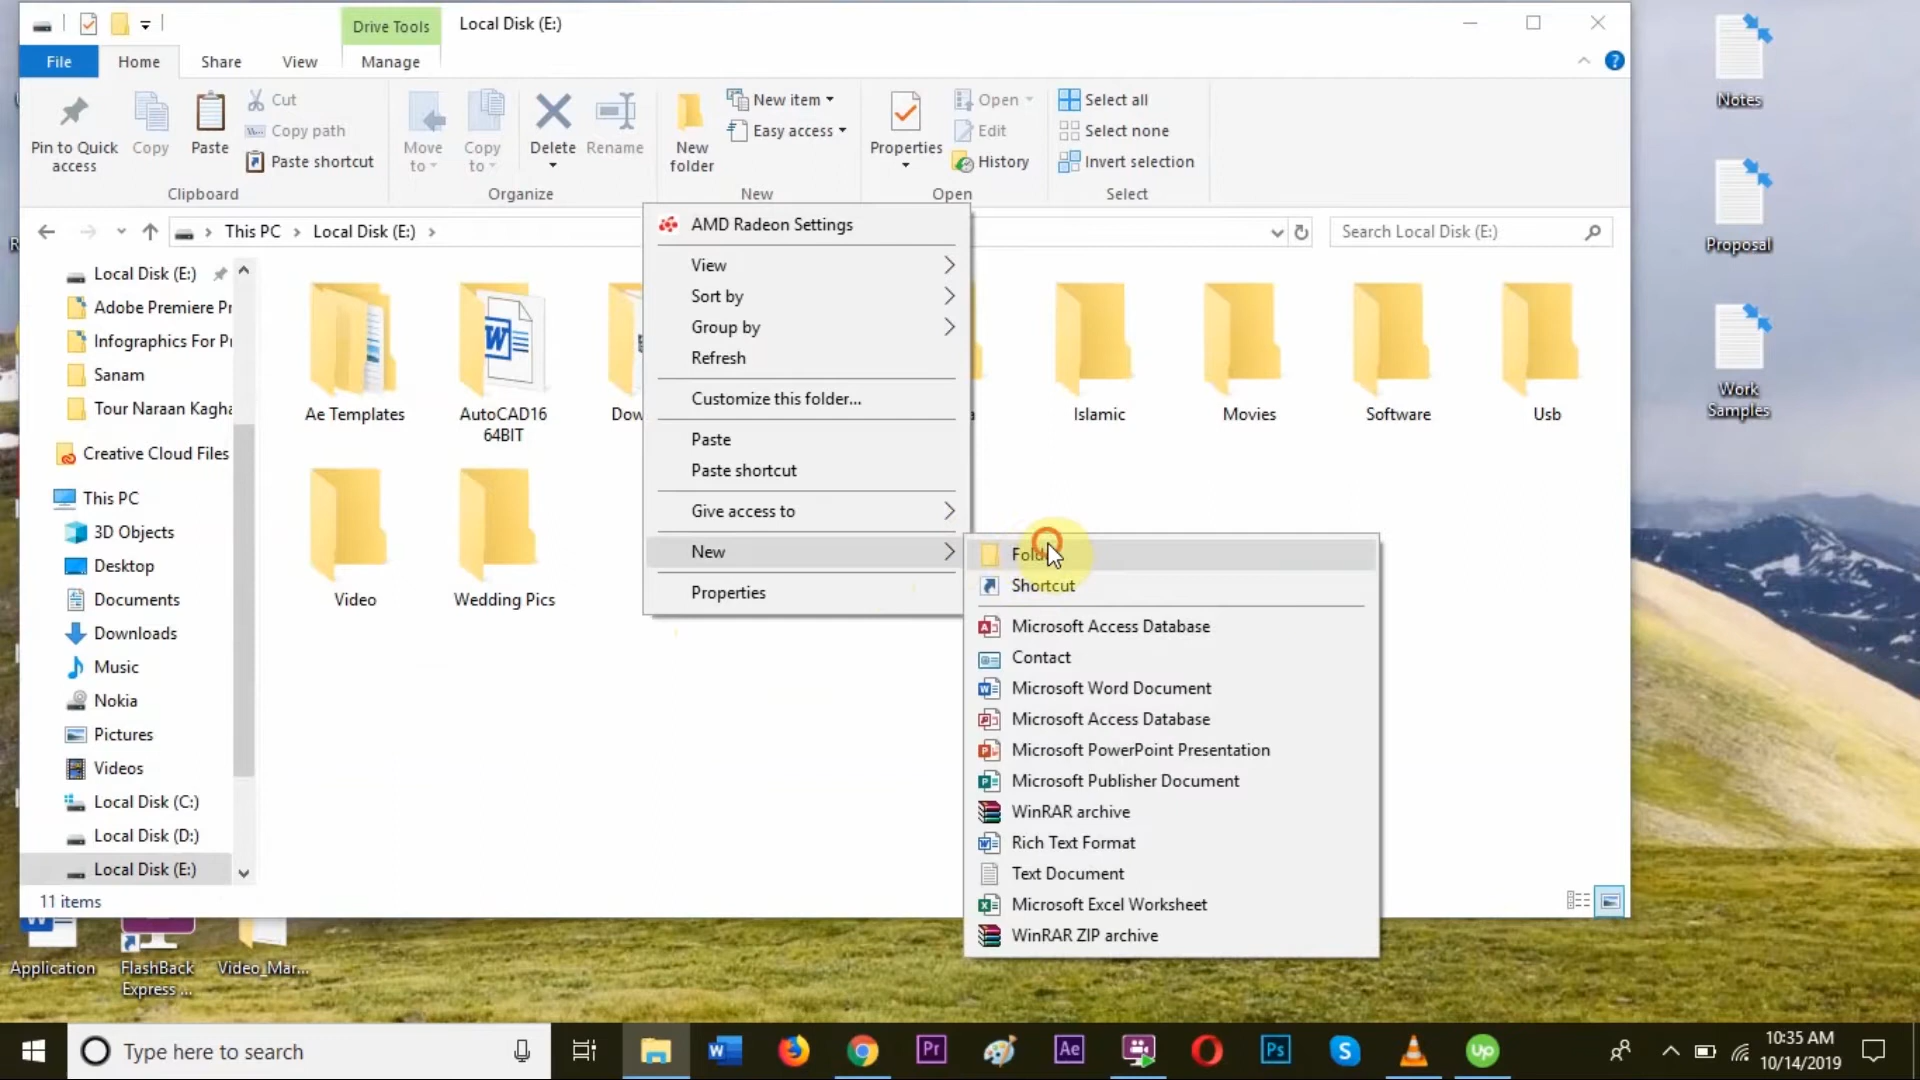 Drive Tools
Local Disk (E:)
File
Home
Share
View
Manage
Pin to Quick
access
Copy
Paste
Cut
Copy path
Paste shortcut
Clipboard
Move
to
Copy
to
Delete
Rename
Organize
New
folder
New item
Easy access
New
Properties
Open
Edit
History
Open
Select all
Select none
Invert selection
Select
This PC
Local Disk (E:)
Search Local Disk (E:)
Local Disk (E:)
Adobe Premiere Pr
Infographics For Pr
Sanam
Tour Naraan Kagha
Creative Cloud Files
This PC
3D Objects
Desktop
Documents
Downloads
Music
Nokia
Pictures
Videos
Local Disk (C:)
Local Disk (D:)
Local Disk (E:)
Ae Templates
AutoCAD16
64BIT
Dow
Islamic
Movies
Software
Usb
Video
Wedding Pics
AMD Radeon Settings
View
Sort by
Group by
Refresh
Customize this folder...
Paste
Paste shortcut
Give access to
New
Properties
Shortcut
Microsoft Access Database
Contact
Microsoft Word Document
Microsoft Access Database
Microsoft PowerPoint Presentation
Microsoft Publisher Document
WinRAR archive
Rich Text Format
Text Document
Microsoft Excel Worksheet
WinRAR ZIP archive
11 items
Notes
Proposal
Work
Samples
Application
FlashBack
Express ...
Video_Mar...
Type here to search
Pr
Ae
Ps
Up
10:35 AM
10/14/2019